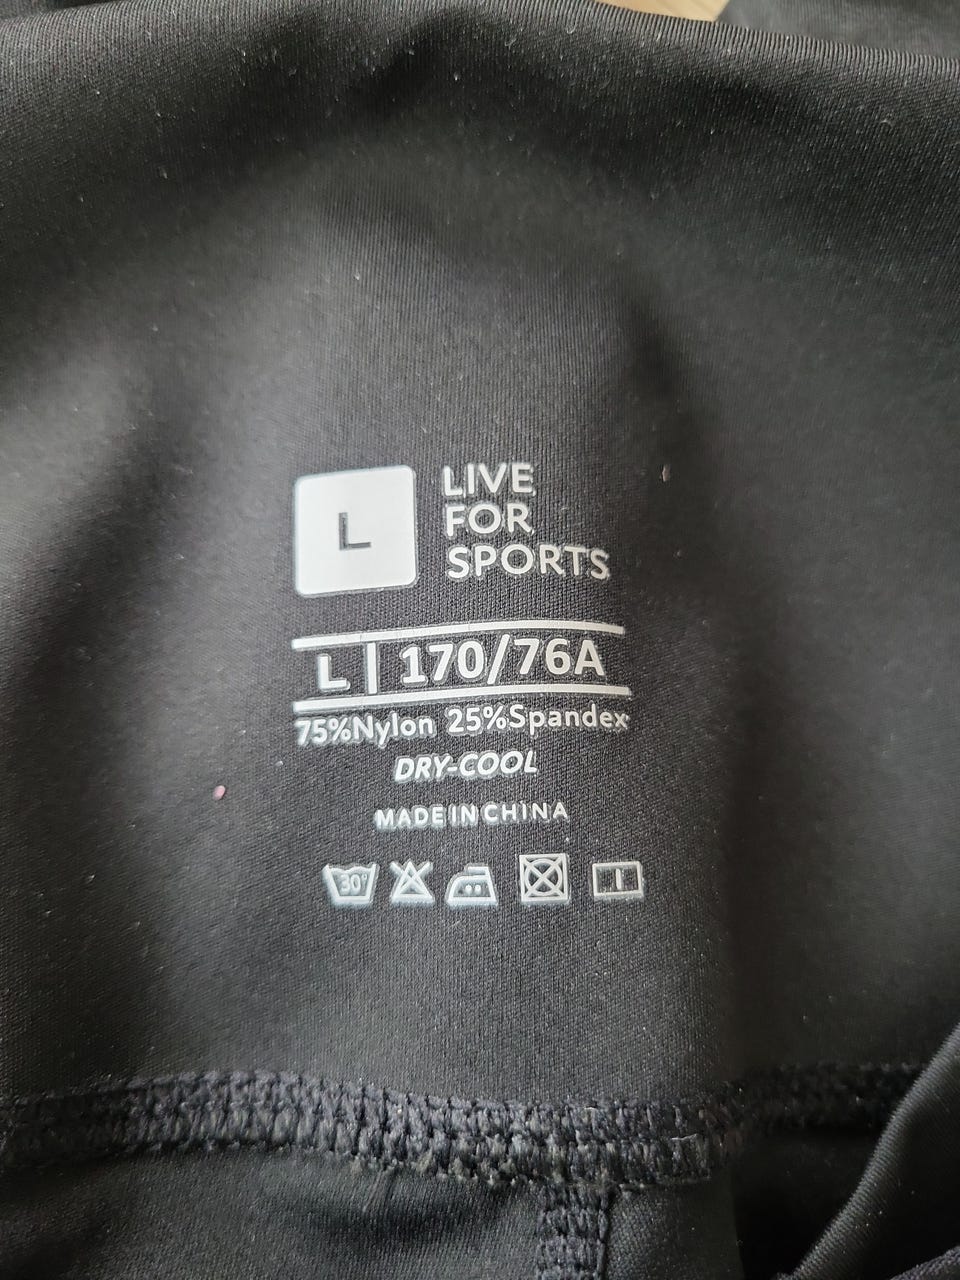 L
LIVE
FOR
SPORTS
L | 170/76A
75%Nylon 25%Spandex
DRY-COOL
MADE IN CHINA
30°